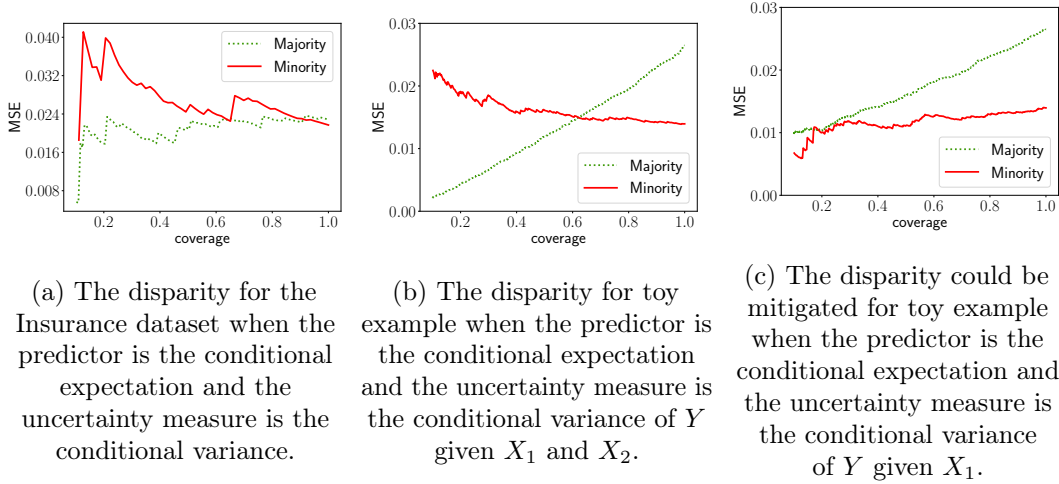 0.040
0.032
0.024
0.016
0.008
MSE
Majority
Minority
0.2
0.4
0.6
0.8
1.0
coverage
0.03
0.02
0.01
0.00
MSE
Majority
Minority
0.2
0.4
0.6
0.8
1.0
coverage
0.03
0.02
0.01
0.00
MSE
Majority
Minority
0.2
0.4
0.6
0.8
1.0
coverage
(a) The disparity for the
Insurance dataset when the
predictor is the conditional
expectation and the
uncertainty measure is the
conditional variance.
(b) The disparity for toy
example when the predictor is
the conditional expectation
and the uncertainty measure is
the conditional variance of Y
given X₁ and X₂.
(c) The disparity could be
mitigated for toy example
when the predictor is the
conditional expectation and
the uncertainty measure is
the conditional variance
of Y given X₁.